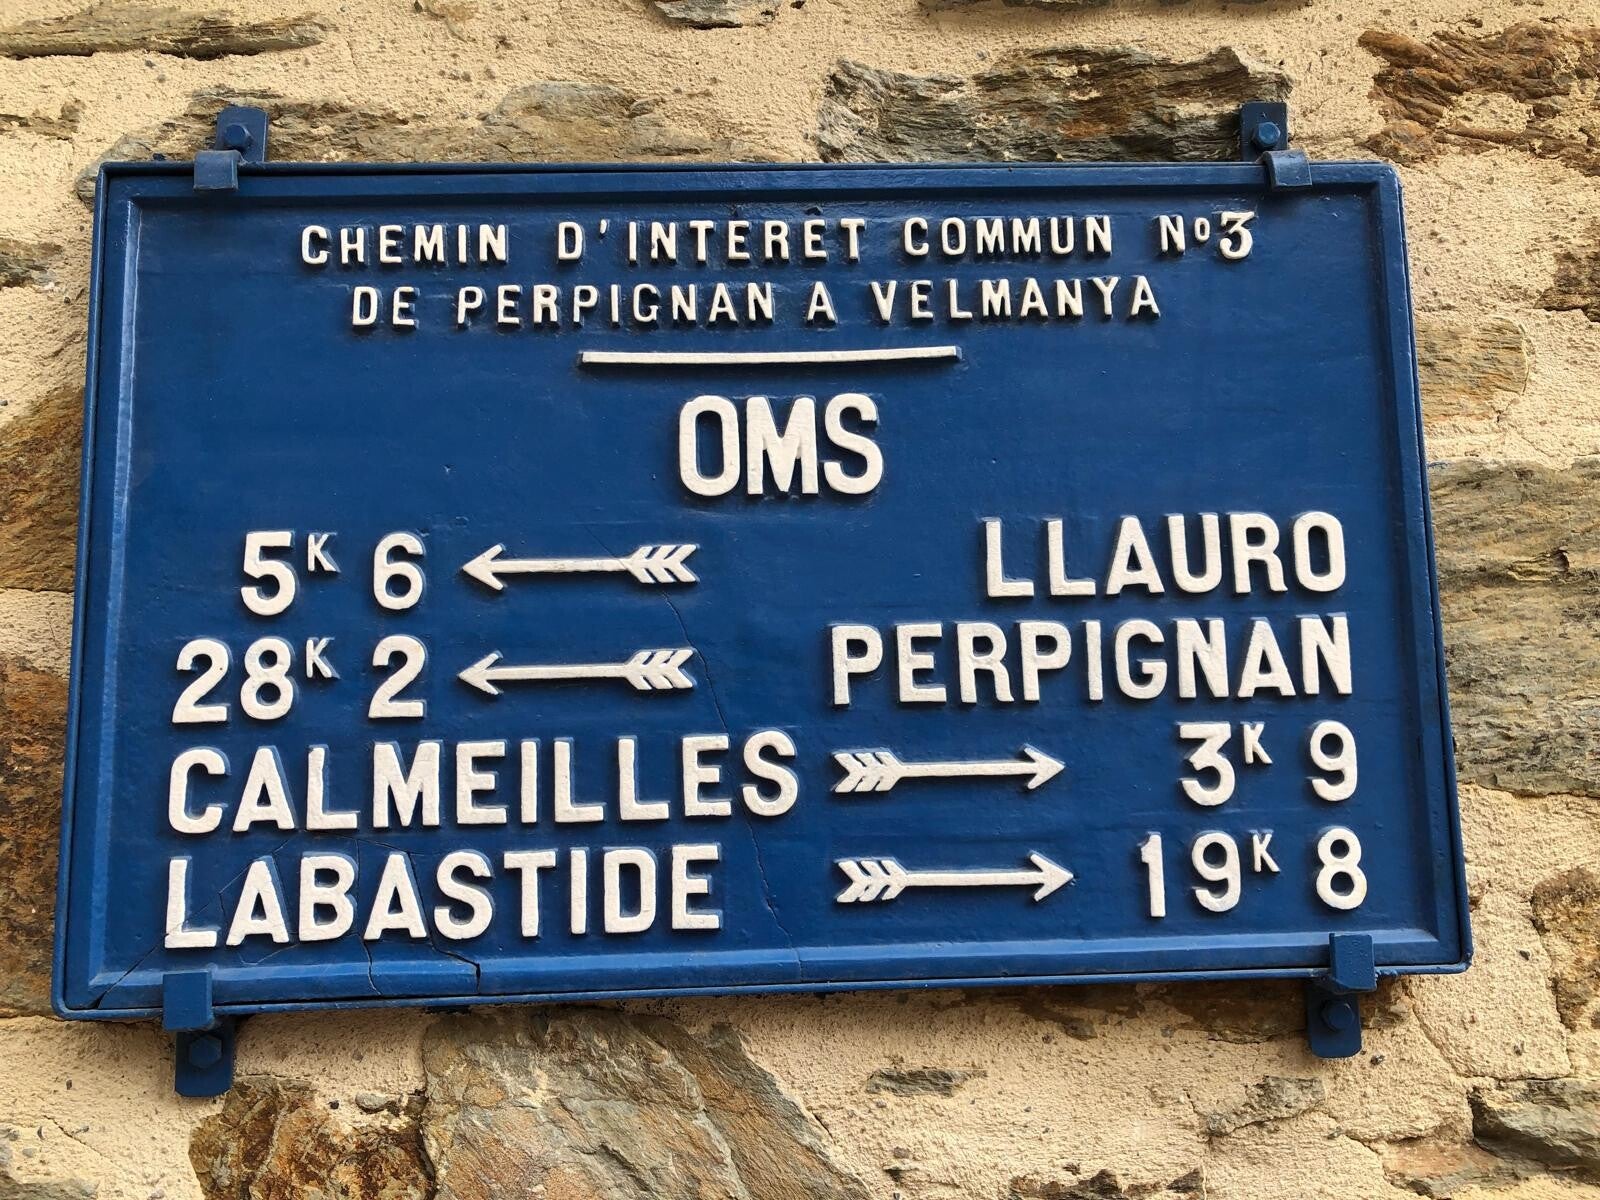 CHEMIN D'INTÉRÊT COMMUN Nº3
DE PERPIGNAN A VELMANYA
OMS
5K 6 ← LLAURO
28K 2 ← PERPIGNAN
CALMEILLES → 3K 9
LABASTIDE → 19K 8